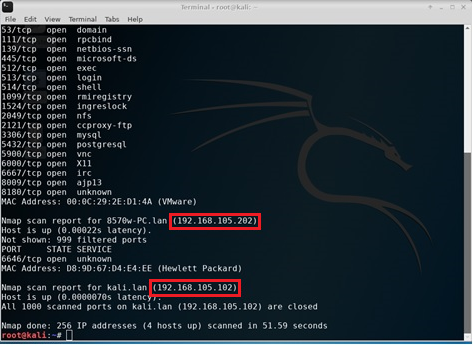 Terminal - root@kali: ~
File Edit View Terminal Tabs Help
53/tcp open domain
111/tcp open rpcbind
139/tcp open netbios-ssn
445/tcp open microsoft-ds
512/tcp open exec
513/tcp open login
514/tcp open shell
1099/tcp open rmiregistry
1524/tcp open ingreslock
2049/tcp open nfs
2121/tcp open ccproxy-ftp
3306/tcp open mysql
5432/tcp open postgresql
5900/tcp open vnc
6000/tcp open X11
6667/tcp open irc
8009/tcp open ajp13
8180/tcp open unknown
MAC Address: 00:0C:29:2E:D1:4A (VMware)
Nmap scan report for 8570w-PC.lan (192.168.105.202)
Host is up (0.00022s latency).
Not shown: 999 filtered ports
PORT STATE SERVICE
6646/tcp open unknown
MAC Address: D8:9D:67:D4:E4:EE (Hewlett Packard)
Nmap scan report for kali.lan (192.168.105.102)
Host is up (0.0000070s latency).
All 1000 scanned ports on kali.lan (192.168.105.102) are closed
Nmap done: 256 IP addresses (4 hosts up) scanned in 51.59 seconds
root@kali:~#